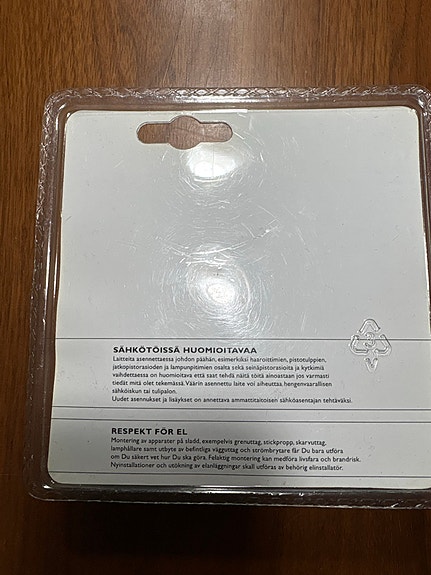 SÄHKÖTÖISSÄ HUOMIOITAVAA
Laitteita asennettaessa johdon päähän, esimerkiksi haaroittimien, pistotulppien,
jatkopistorasioden ja lampunpitimien osalta sekä seinäpistorasioita ja kytkimiä
vaihdettaessa on huomioitava että saat tehdä näitä töitä ainoastaan jos varmasti
tiedät mitä olet tekemässä. Väärin asennettu laite voi aiheuttaa, hengenvaarallisen
sähköiskun tai tulipalon.
Uudet asennukset ja lisäykset on annettava ammattitaitoisen sähköasentajan tehtäväksi.
RESPEKT FÖR EL
Montering av apparater på sladd, exempelvis grenuttag, stickpropp, skarvuttag,
lamphållare samt utbyte av befintliga vägguttag och strömbrytare får Du bara utföra
om Du säkert vet hur Du ska göra. Felaktig montering kan medföra livsfara och brandrisk.
Nyinstallationer och utökning av elanläggningar skall utföras av behörig elinstallatör.